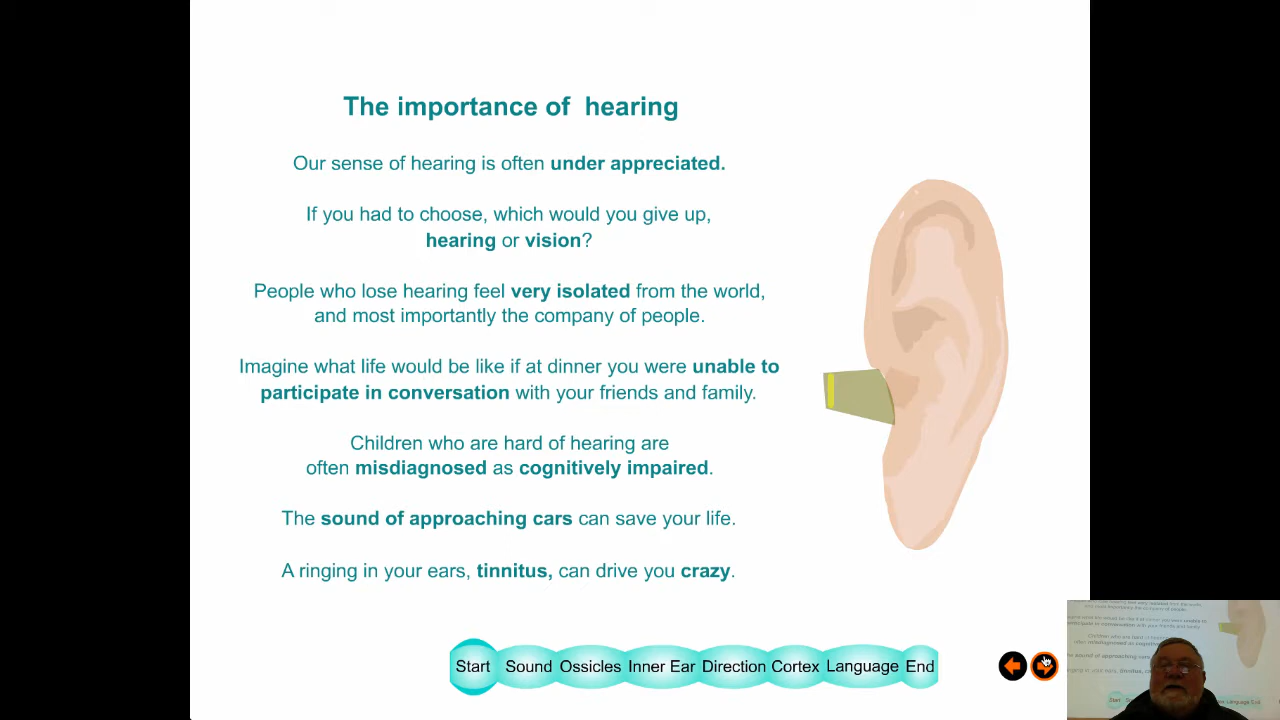 The importance of hearing
Our sense of hearing is often under appreciated.
If you had to choose, which would you give up,
hearing or vision?
People who lose hearing feel very isolated from the world,
and most importantly the company of people.
Imagine what life would be like if at dinner you were unable to
participate in conversation with your friends and family.
Children who are hard of hearing are
often misdiagnosed as cognitively impaired.
The sound of approaching cars can save your life.
A ringing in your ears, tinnitus, can drive you crazy.
Start Sound Ossicles Inner Ear Direction Cortex Language End